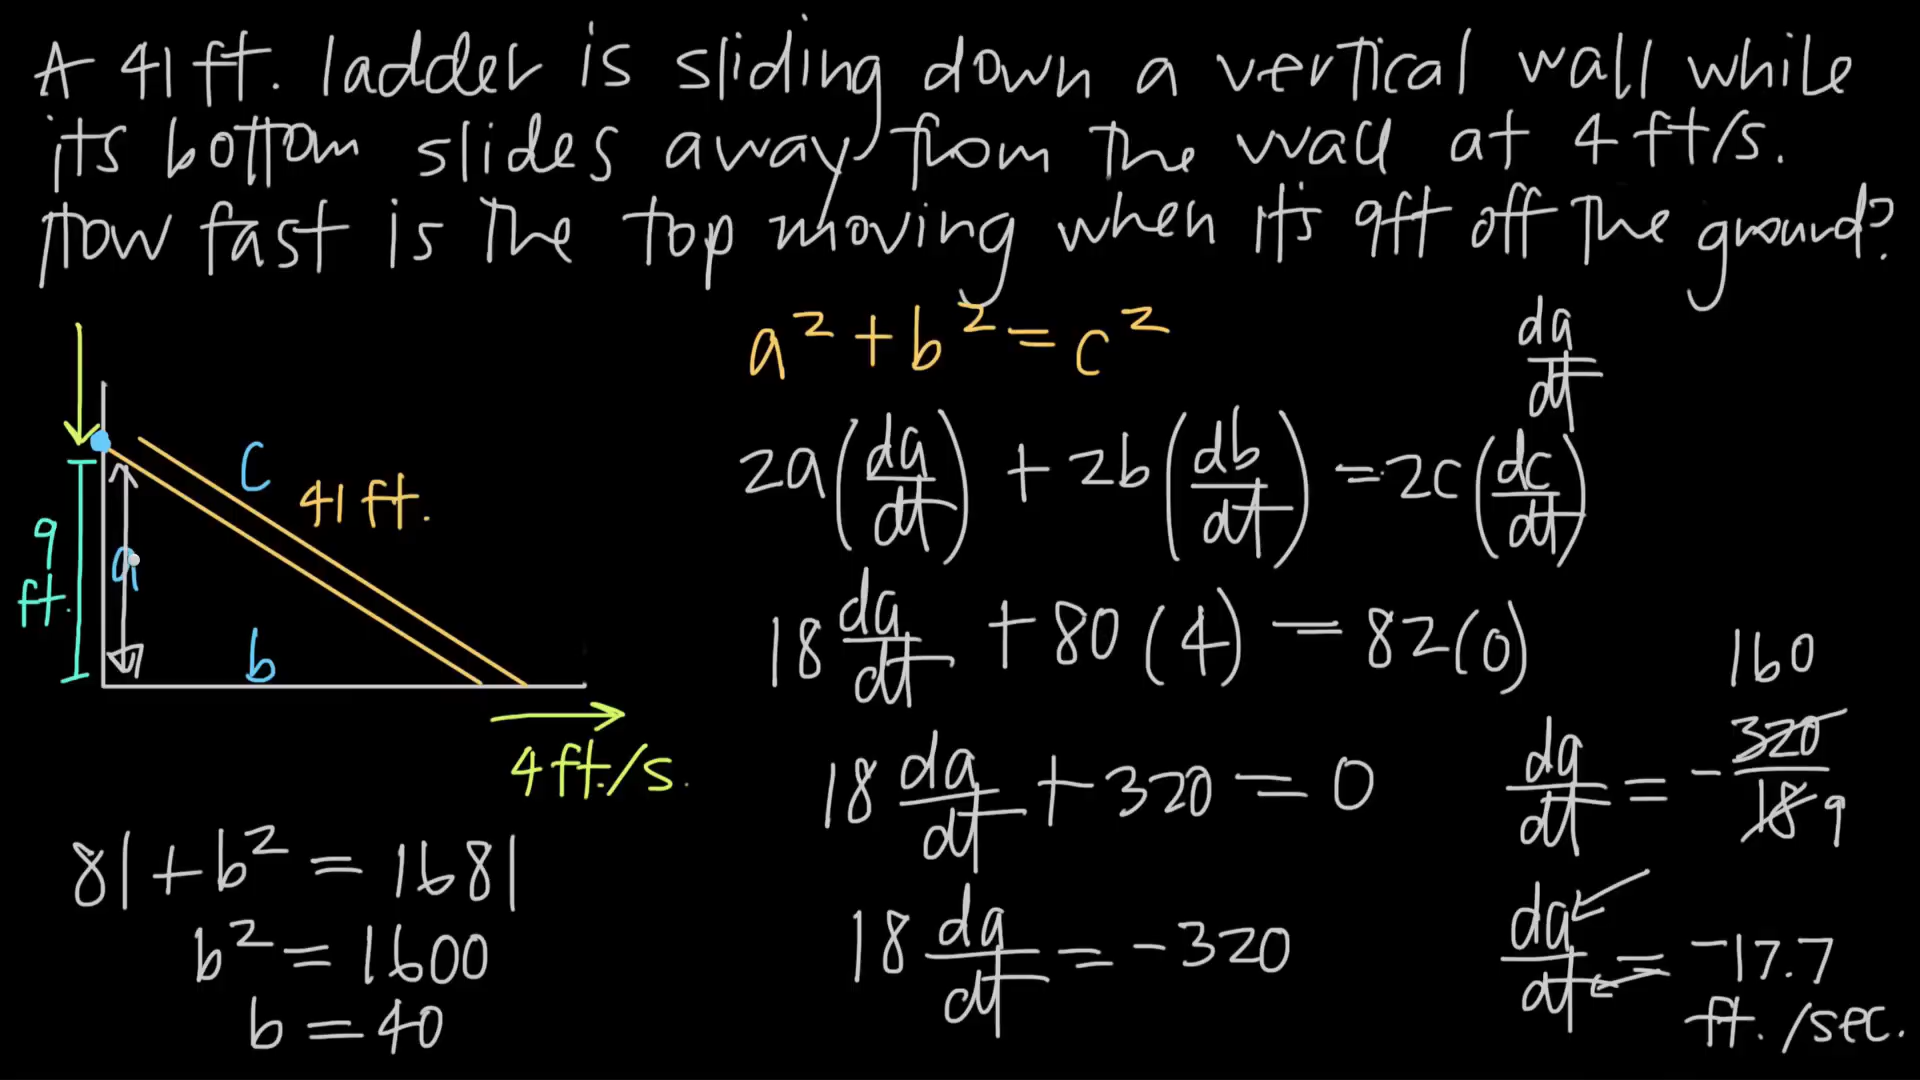 A 41 ft. ladder is sliding down a vertical wall while
its bottom slides away from the wall at 4 ft/s.
How fast is the top moving when it's 9ft off the ground?
a² + b² = c²
da/dt
2a(da/dt) + 2b(db/dt) = 2c(dc/dt)
18 da/dt + 80(4) = 82(0)
18 da/dt + 320 = 0
18 da/dt = -320
160
da/dt = - 320/18 9
da/dt = -17.7
ft./sec.
c
41 ft.
9
ft.
a
b
4ft./s.
81 + b² = 1681
b² = 1600
b = 40